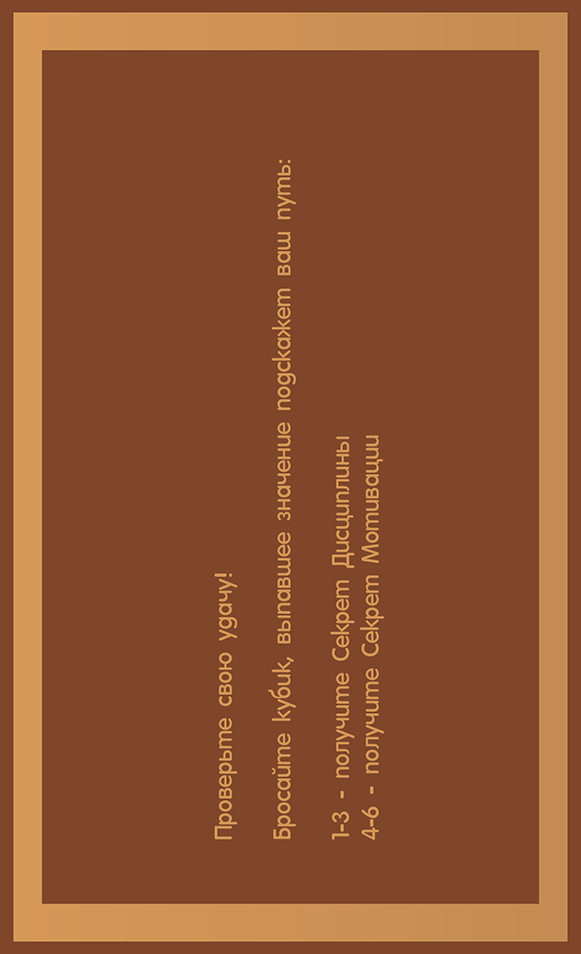 Проверьте свою удачу!
Бросайте кубик, выпавшее значение подскажет ваш путь:
1-3 - получите Секрет Дисциплины
4-6 - получите Секрет Мотивации